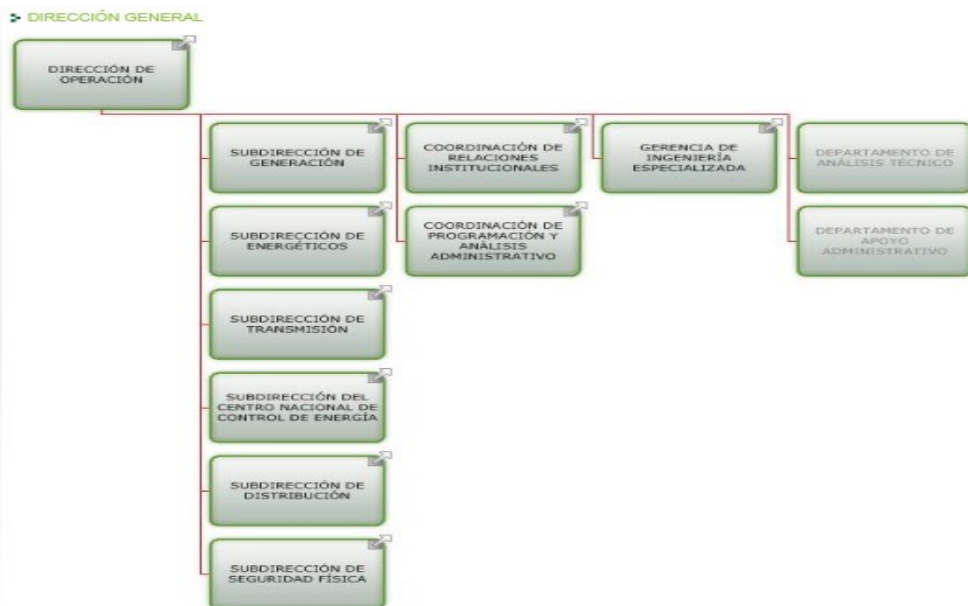 DIRECCIÓN GENERAL
DIRECCIÓN DE
OPERACIÓN
SUBDIRECCIÓN DE
GENERACIÓN
COORDINACIÓN DE
RELACIONES
INSTITUCIONALES
GERENCIA DE
INGENIERÍA
ESPECIALIZADA
DEPARTAMENTO DE
ANÁLISIS TÉCNICO
SUBDIRECCIÓN DE
ENERGÉTICOS
COORDINACIÓN DE
PROGRAMACIÓN Y
ANÁLISIS
ADMINISTRATIVO
DEPARTAMENTO DE
APOYO
ADMINISTRATIVO
SUBDIRECCIÓN DE
TRANSMISIÓN
SUBDIRECCIÓN DEL
CENTRO NACIONAL DE
CONTROL DE ENERGÍA
SUBDIRECCIÓN DE
DISTRIBUCIÓN
SUBDIRECCIÓN DE
SEGURIDAD FÍSICA